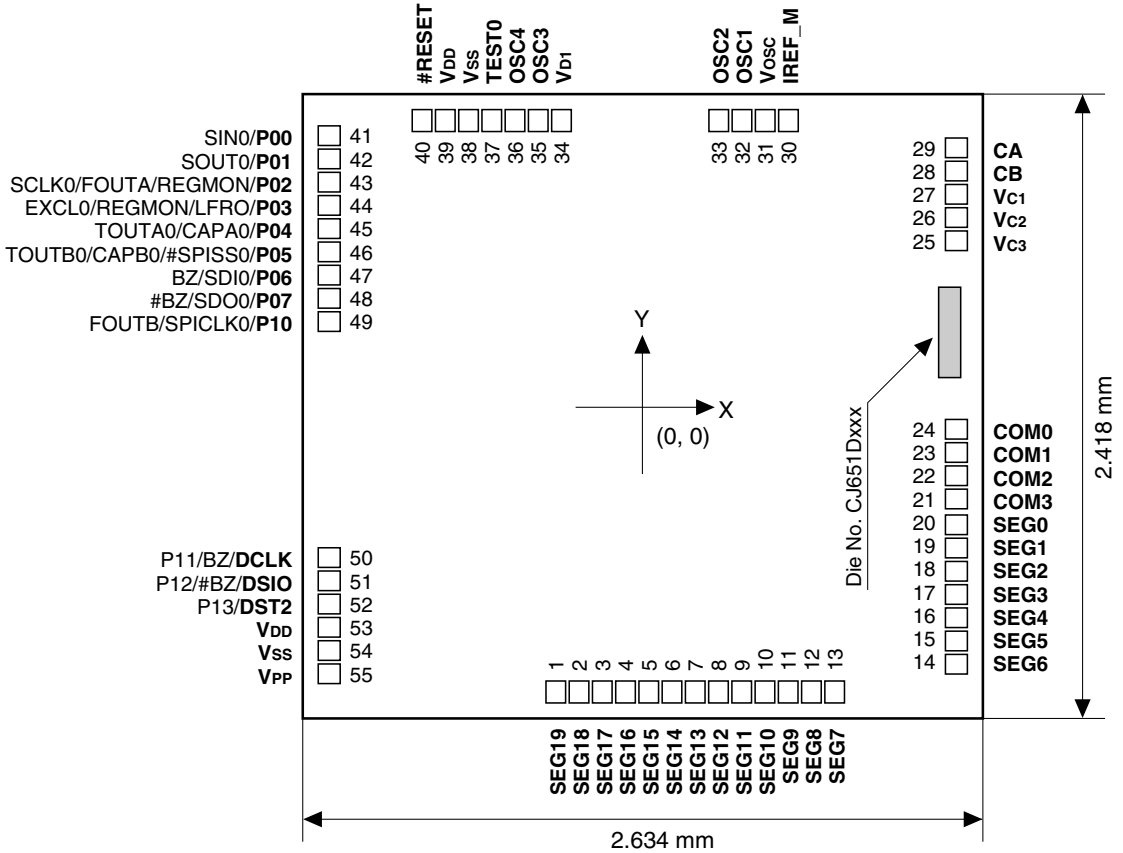 #RESET
VDD
VSS
TEST0
OSC4
OSC3
VD1
OSC2
OSC1
VOSC
IREF_M
40
39
38
37
36
35
34
33
32
31
30
SIN0/P00 41
SOUT0/P01 42
SCLK0/FOUTA/REGMON/P02 43
EXCL0/REGMON/LFRO/P03 44
TOUTA0/CAPA0/P04 45
TOUTB0/CAPB0/#SPISS0/P05 46
BZ/SDI0/P06 47
#BZ/SDO0/P07 48
FOUTB/SPICLK0/P10 49
29 CA
28 CB
27 VC1
26 VC2
25 VC3
Y
X
(0, 0)
Die No. CJ651Dxxx
2.418 mm
24 COM0
23 COM1
22 COM2
21 COM3
20 SEG0
19 SEG1
18 SEG2
17 SEG3
16 SEG4
15 SEG5
14 SEG6
P11/BZ/DCLK 50
P12/#BZ/DSIO 51
P13/DST2 52
VDD 53
VSS 54
VPP 55
1
2
3
4
5
6
7
8
9
10
11
12
13
SEG19
SEG18
SEG17
SEG16
SEG15
SEG14
SEG13
SEG12
SEG11
SEG10
SEG9
SEG8
SEG7
2.634 mm